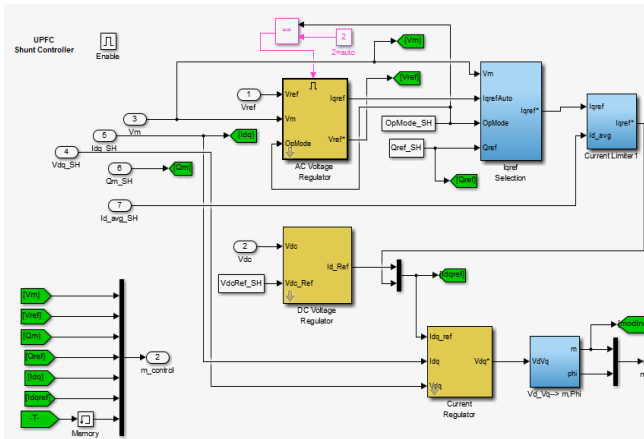 UPFC
Shunt Controller
Enable
==
2
2=auto
[Vm]
1
Vref
3
Vm
5
Idq_SH
4
Vdq_SH
6
Qm_SH
7
Id_avg_SH
[Idq]
[Qm]
Vref
Vm
OpMode
Iqref
Vref*
AC Voltage
Regulator
[Vref]
OpMode_SH
Qref_SH
[Qref]
Vm
IqrefAuto
OpMode
Qref
Iqref*
Iqref
Selection
Iqref
Id_avg
Iqref*
Current Limiter1
2
Vdc
VdcRef_SH
Vdc
Vdc_Ref
Id_Ref
DC Voltage
Regulator
[Idqref]
Idq_ref
Idq
Vdq
Vdq*
Current
Regulator
VdVq
m
phi
Vd_Vq--> m,Phi
[modIn
m
[Vm]
[Vref]
[Qm]
[Qref]
[Idq]
[Idqref]
-T-
Memory
2
m_control